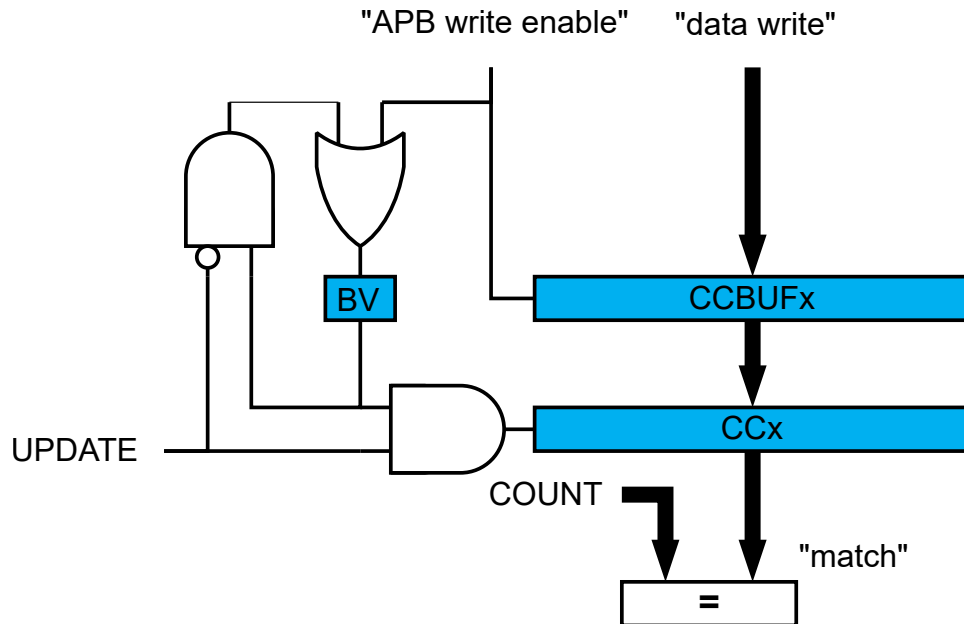 "APB write enable"
"data write"
BV
CCBUFx
CCx
UPDATE
COUNT
"match"
=